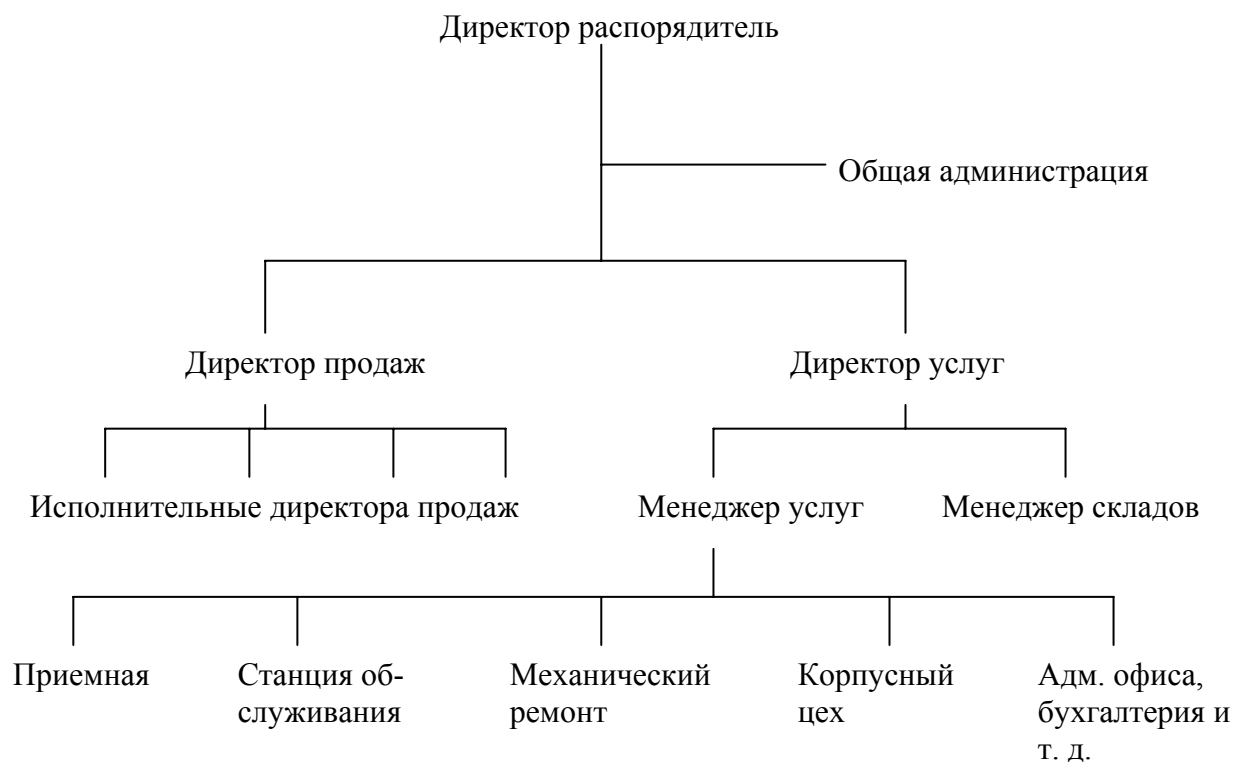 Директор распорядитель
Общая администрация
Директор продаж
Директор услуг
Исполнительные директора продаж
Менеджер услуг
Менеджер складов
Приемная
Станция об-
служивания
Механический
ремонт
Корпусный
цех
Адм. офиса,
бухгалтерия и
т. д.